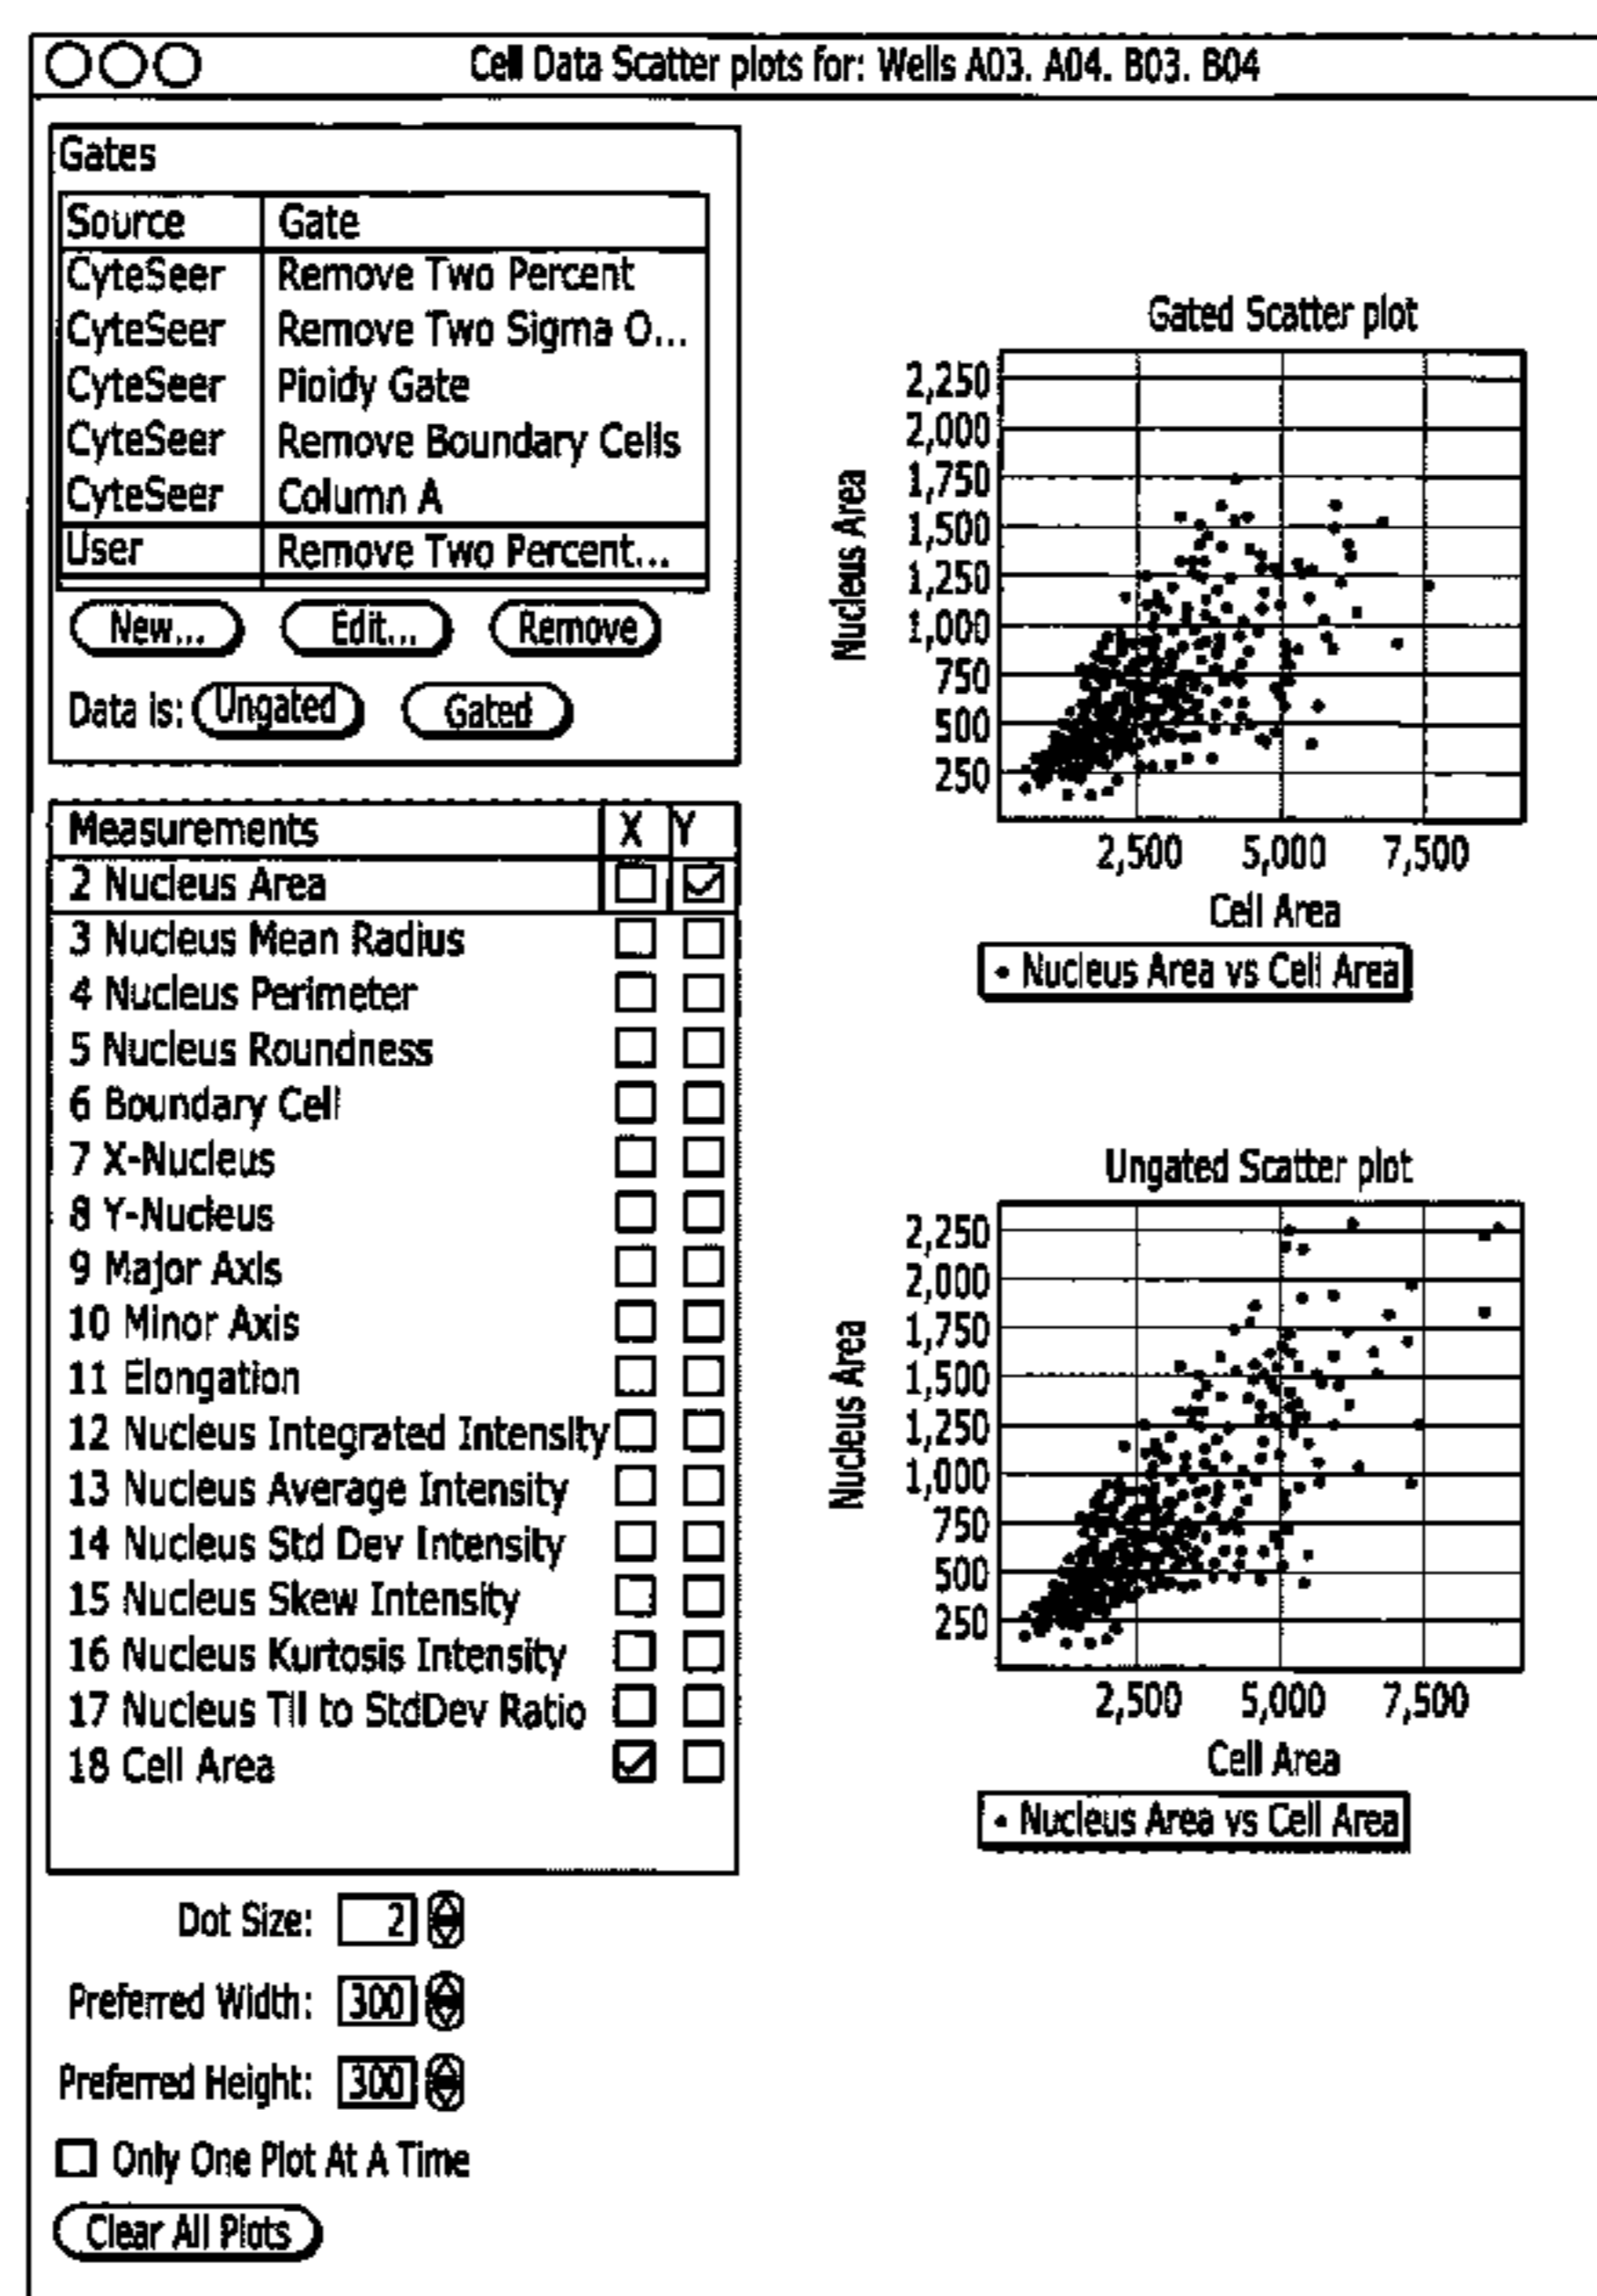 Cell Data Scatter plots for: Wells A03. A04. B03. B04
Gates
Source Gate
CyteSeer Remove Two Percent
CyteSeer Remove Two Sigma O...
CyteSeer Pioidy Gate
CyteSeer Remove Boundary Cells
CyteSeer Column A
User Remove Two Percent...
New... Edit... Remove
Data is: Ungated Gated
Measurements X Y
2 Nucleus Area
3 Nucleus Mean Radius
4 Nucleus Perimeter
5 Nucleus Roundness
6 Boundary Cell
7 X-Nucleus
8 Y-Nucleus
9 Major Axis
10 Minor Axis
11 Elongation
12 Nucleus Integrated Intensity
13 Nucleus Average Intensity
14 Nucleus Std Dev Intensity
15 Nucleus Skew Intensity
16 Nucleus Kurtosis Intensity
17 Nucleus TII to StdDev Ratio
18 Cell Area
Dot Size: 2
Preferred Width: 300
Preferred Height: 300
Only One Plot At A Time
Clear All Plots
Gated Scatter plot
Nucleus Area
2,250
2,000
1,750
1,500
1,250
1,000
750
500
250
2,500 5,000 7,500
Cell Area
Nucleus Area vs Cell Area
Ungated Scatter plot
Nucleus Area
2,250
2,000
1,750
1,500
1,250
1,000
750
500
250
2,500 5,000 7,500
Cell Area
Nucleus Area vs Cell Area